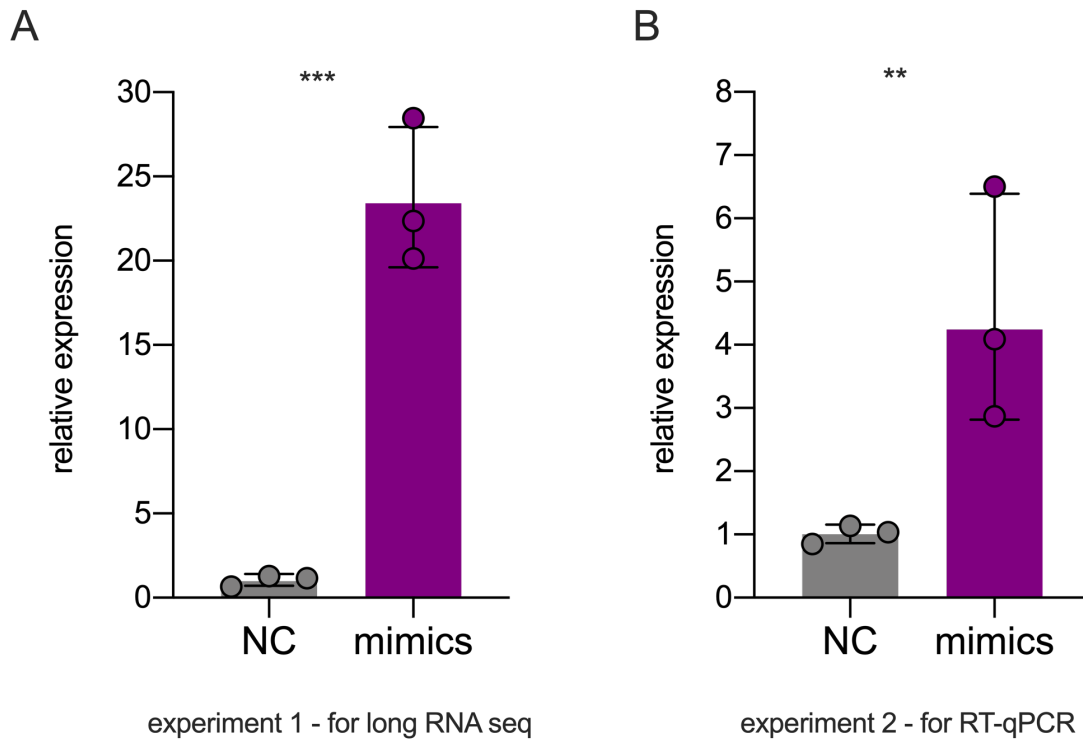 A
***
30
25
20
15
10
5
0
relative expression
NC mimics
experiment 1 - for long RNA seq
B
**
8
7
6
5
4
3
2
1
0
relative expression
NC mimics
experiment 2 - for RT-qPCR